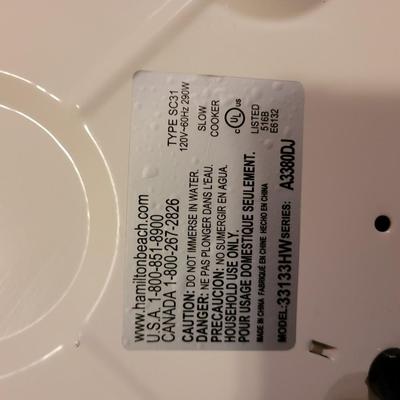 www.hamiltonbeach.com
U.S.A. 1-800-851-8900
CANADA 1-800-267-2826
TYPE SC31
120V~60Hz 290W
SLOW
COOKER
C UL US
LISTED
516B
E6132
CAUTION: DO NOT IMMERSE IN WATER.
DANGER: NE PAS PLONGER DANS L'EAU.
PRECAUCION: NO SUMERGIR EN AGUA.
HOUSEHOLD USE ONLY.
POUR USAGE DOMESTIQUE SEULEMENT.
MADE IN CHINA FABRIQUÉ EN CHINE HECHO EN CHINA
MODEL: 33133HW SERIES: A3380DJ